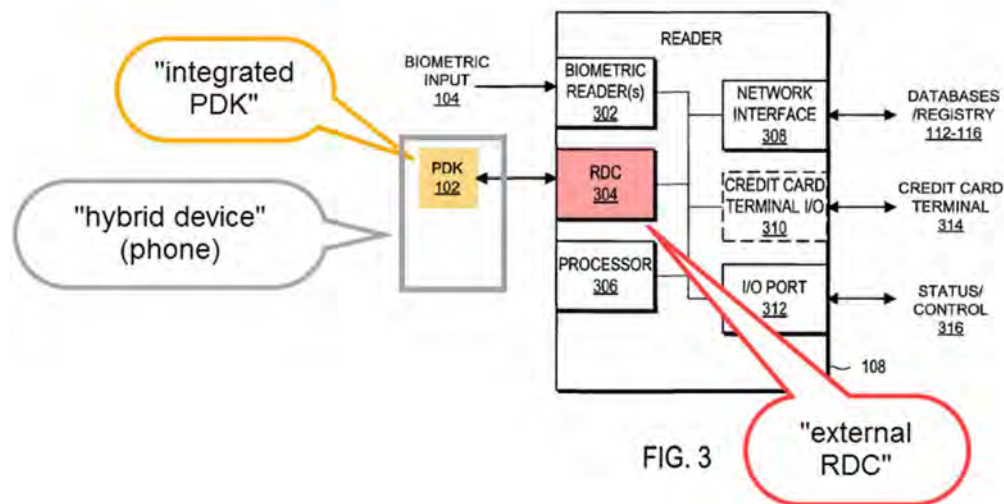 "integrated
PDK"
"hybrid device"
(phone)
BIOMETRIC
INPUT
104
PDK
102
READER
BIOMETRIC
READER(s)
302
RDC
304
PROCESSOR
306
NETWORK
INTERFACE
308
CREDIT CARD
TERMINAL I/O
310
I/O PORT
312
DATABASES
/REGISTRY
112-116
CREDIT CARD
TERMINAL
314
STATUS/
CONTROL
316
108
FIG. 3
"external
RDC"